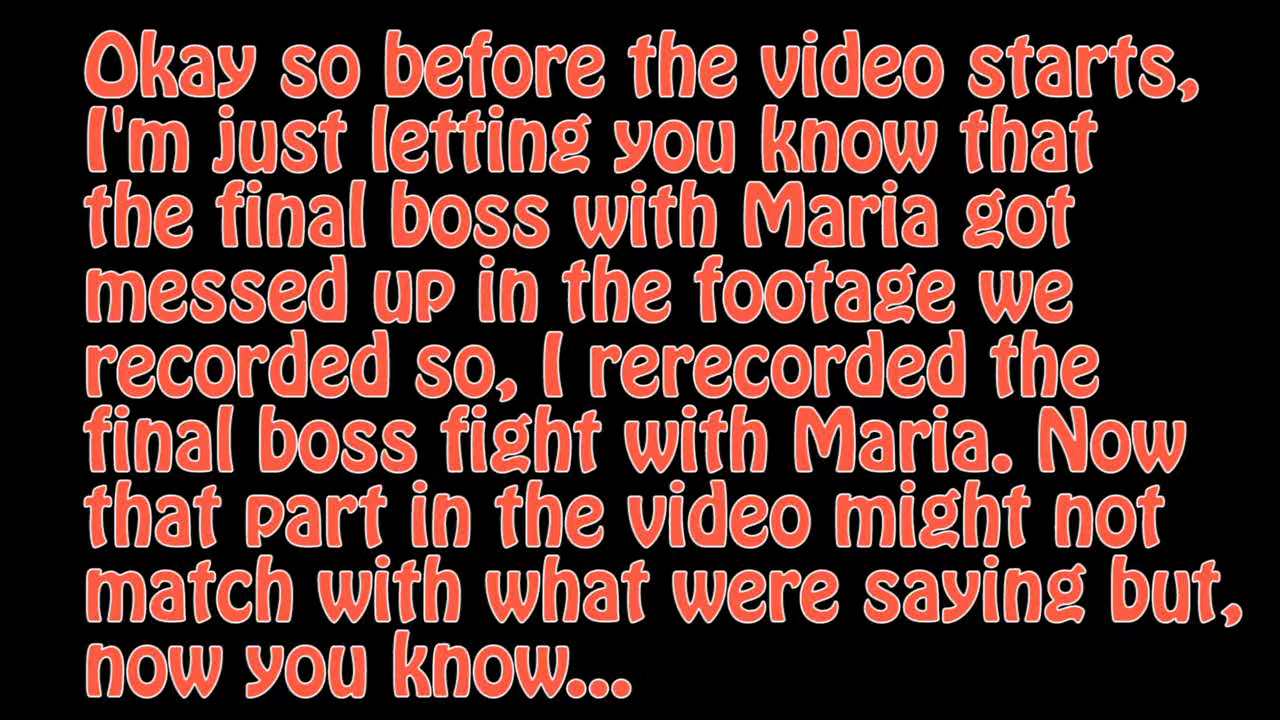 Okay so before the video starts,
I'm just letting you know that
the final boss with Maria got
messed up in the footage we
recorded so, I rerecorded the
final boss fight with Maria. Now
that part in the video might not
match with what were saying but,
now you know...